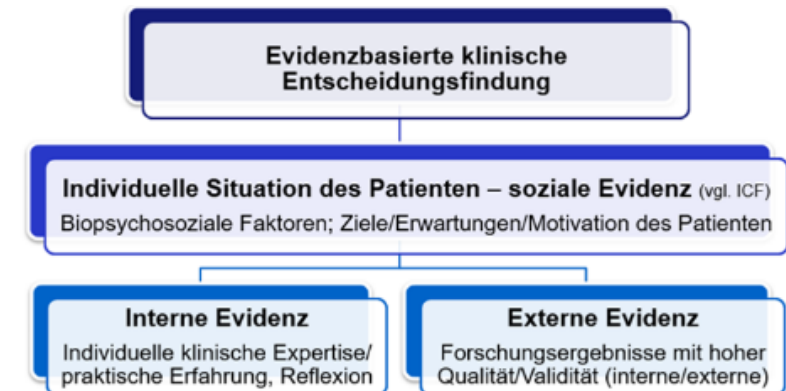 Evidenzbasierte klinische
Entscheidungsfindung
Individuelle Situation des Patienten – soziale Evidenz (vgl. ICF)
Biopsychosoziale Faktoren; Ziele/Erwartungen/Motivation des Patienten
Interne Evidenz
Individuelle klinische Expertise/
praktische Erfahrung, Reflexion
Externe Evidenz
Forschungsergebnisse mit hoher
Qualität/Validität (interne/externe)